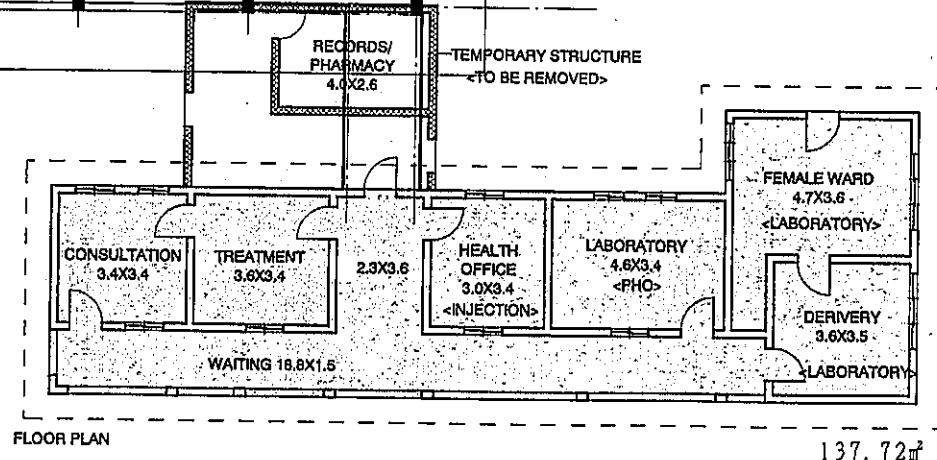 RECORDS/
PHARMACY
4.0X2.6
TEMPORARY STRUCTURE
<TO BE REMOVED>
FEMALE WARD
4.7X3.6
<LABORATORY>
CONSULTATION
3.4X3.4
TREATMENT
3.6X3.4
2.3X3.6
HEALTH
OFFICE
3.0X3.4
<INJECTION>
LABORATORY
4.6X3.4
<PHO>
DERIVERY
3.6X3.5
<LABORATORY>
WAITING 18.8X1.5
FLOOR PLAN
137.72㎡